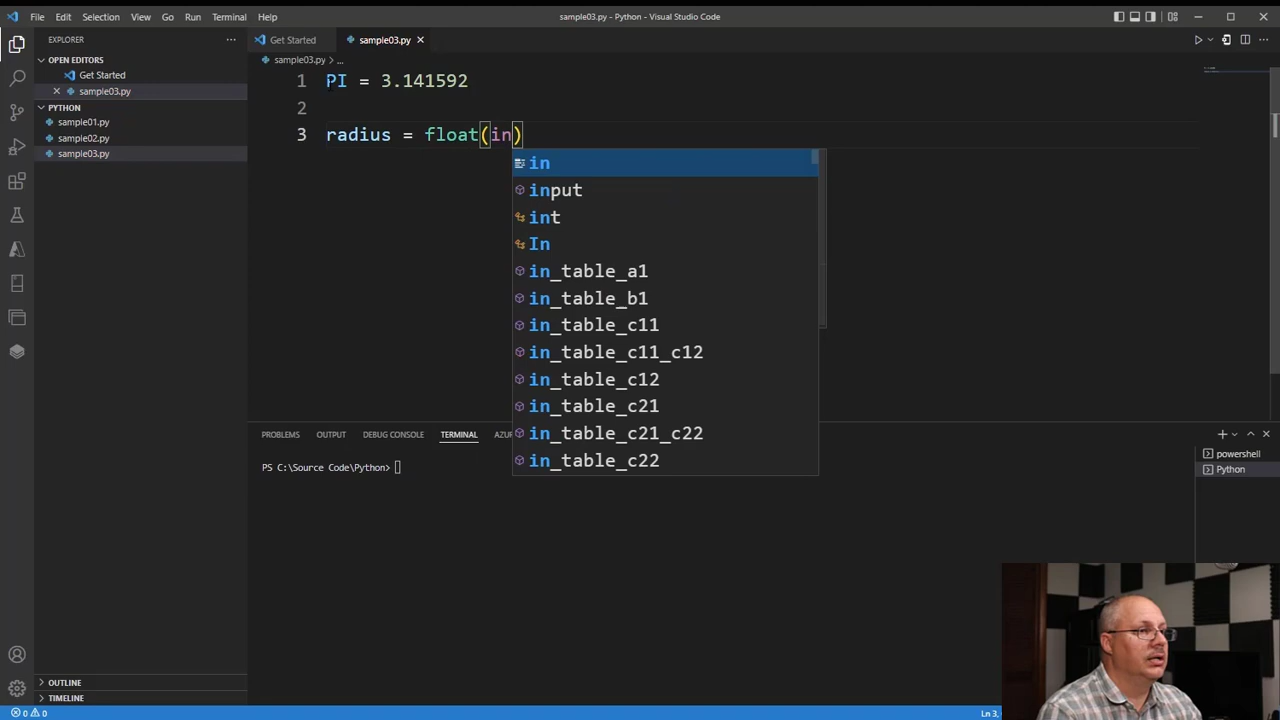 File Edit Selection View Go Run Terminal Help
sample03.py - Python - Visual Studio Code
EXPLORER
OPEN EDITORS
Get Started
sample03.py
PYTHON
sample01.py
sample02.py
sample03.py
OUTLINE
TIMELINE
Get Started
sample03.py
sample03.py > ...
1 PI = 3.141592
2
3 radius = float(in)
in
input
int
In
in_table_a1
in_table_b1
in_table_c11
in_table_c11_c12
in_table_c12
in_table_c21
in_table_c21_c22
in_table_c22
PROBLEMS OUTPUT DEBUG CONSOLE TERMINAL AZUR
PS C:\Source Code\Python>
powershell
Python
0 0
Ln 3,